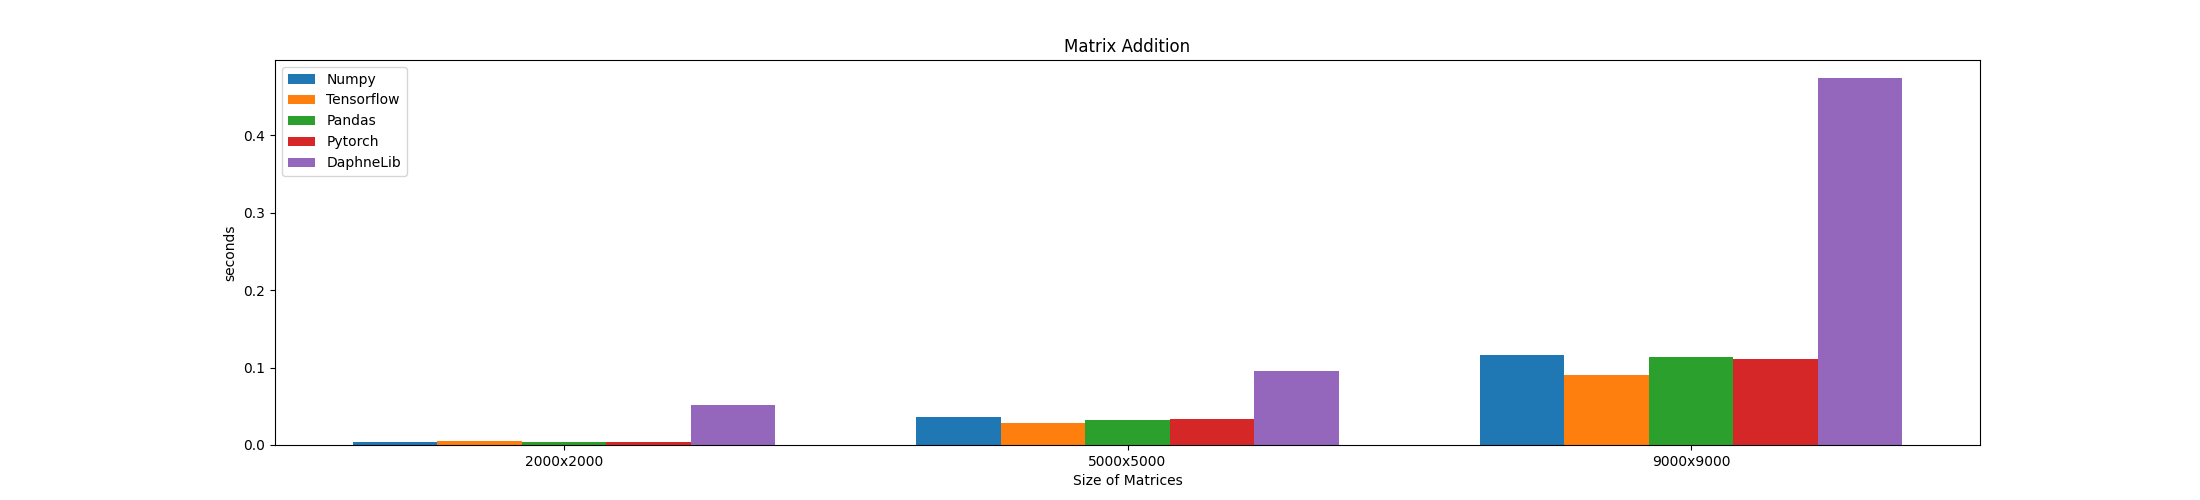 Matrix Addition
Numpy
Tensorflow
Pandas
Pytorch
DaphneLib
seconds
0.4
0.3
0.2
0.1
0.0
2000x2000
5000x5000
9000x9000
Size of Matrices